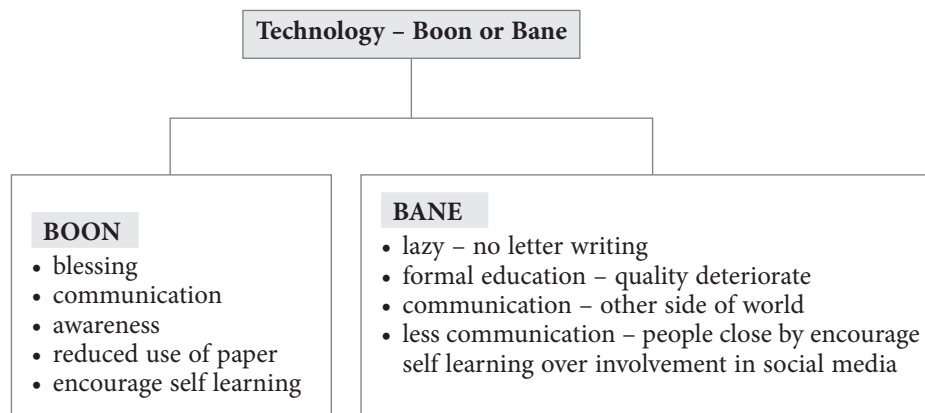 Technology – Boon or Bane
BOON
• blessing
• communication
• awareness
• reduced use of paper
• encourage self learning
BANE
• lazy – no letter writing
• formal education – quality deteriorate
• communication – other side of world
• less communication – people close by encourage
self learning over involvement in social media